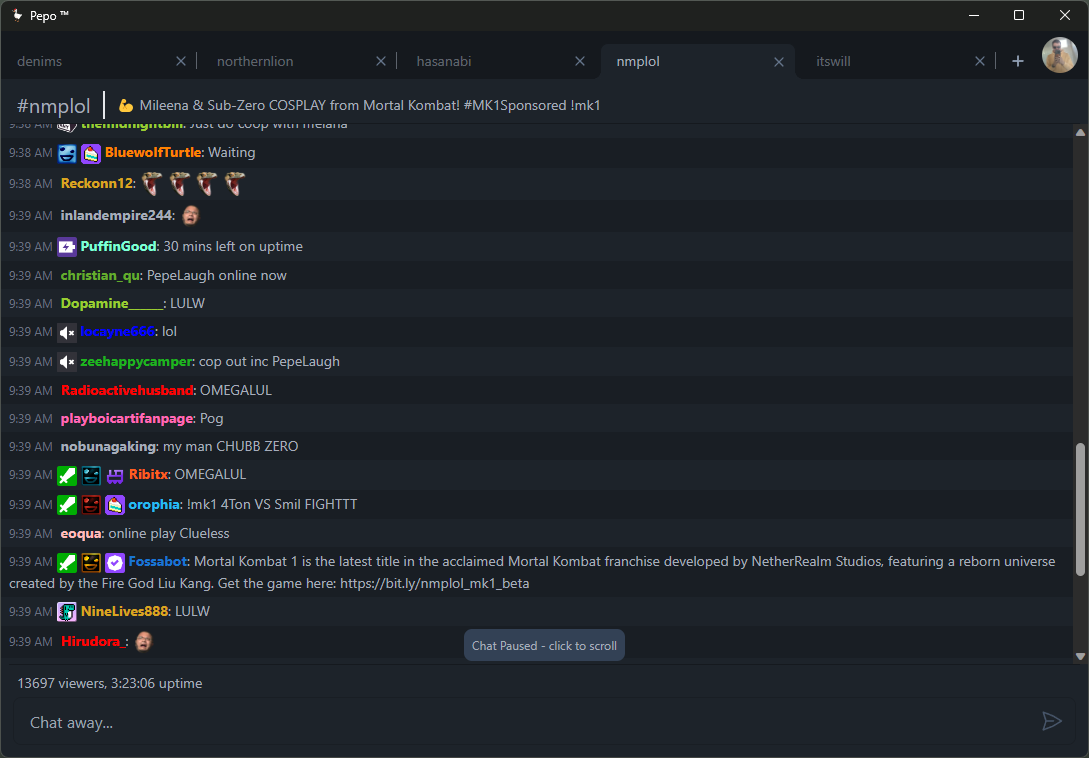 Pepo ™
denims
northernlion
hasanabi
nmplol
itswill
#nmplol
Mileena & Sub-Zero COSPLAY from Mortal Kombat! #MK1Sponsored !mk1
9:38 AM themidnightbill: Just do coop with melana
9:38 AM BluewolfTurtle: Waiting
9:38 AM Reckonn12:
9:39 AM inlandempire244:
9:39 AM PuffinGood: 30 mins left on uptime
9:39 AM christian_qu: PepeLaugh online now
9:39 AM Dopamine_____: LULW
9:39 AM locayno666: lol
9:39 AM zeehappycamper: cop out inc PepeLaugh
9:39 AM Radioactivehusband: OMEGALUL
9:39 AM playboicartifanpage: Pog
9:39 AM nobunagaking: my man CHUBB ZERO
9:39 AM Ribitx: OMEGALUL
9:39 AM orophia: !mk1 4Ton VS Smil FIGHTTT
9:39 AM eoqua: online play Clueless
9:39 AM Fossabot: Mortal Kombat 1 is the latest title in the acclaimed Mortal Kombat franchise developed by NetherRealm Studios, featuring a reborn universe
created by the Fire God Liu Kang. Get the game here: https://bit.ly/nmplol_mk1_beta
9:39 AM NineLives888: LULW
9:39 AM Hirudora_:
Chat Paused - click to scroll
13697 viewers, 3:23:06 uptime
Chat away...